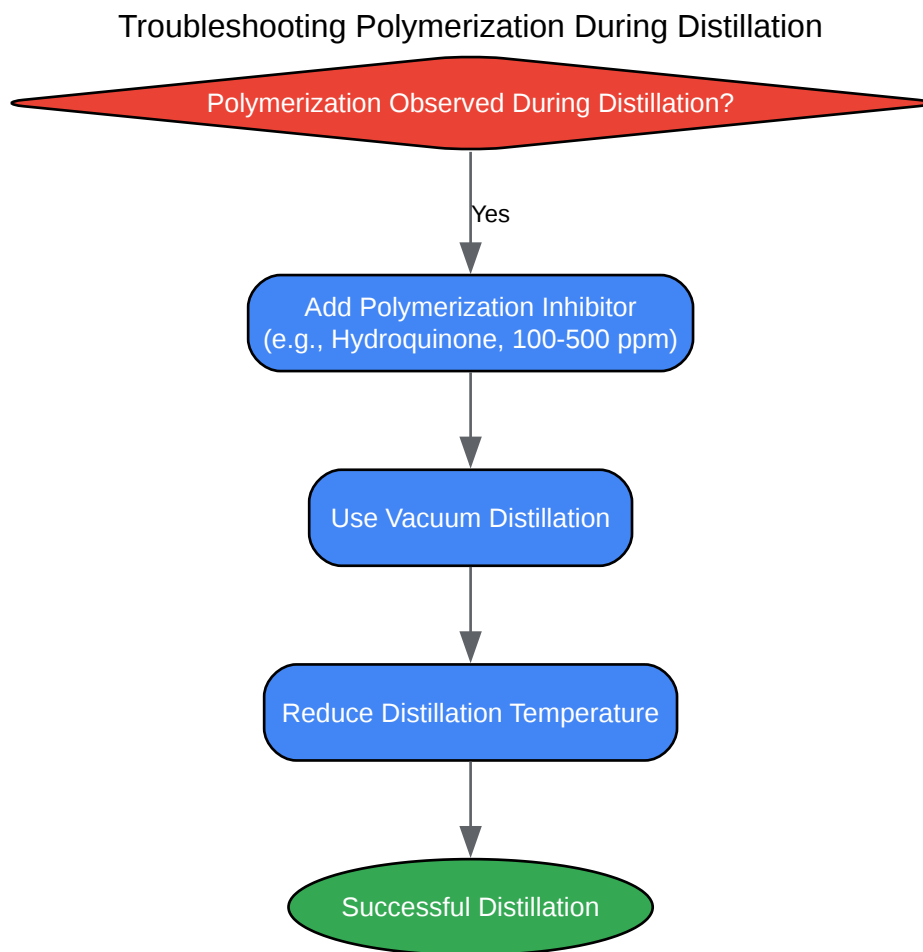 Troubleshooting Polymerization During Distillation
Polymerization Observed During Distillation?
Yes
Add Polymerization Inhibitor
(e.g., Hydroquinone, 100-500 ppm)
Use Vacuum Distillation
Reduce Distillation Temperature
Successful Distillation